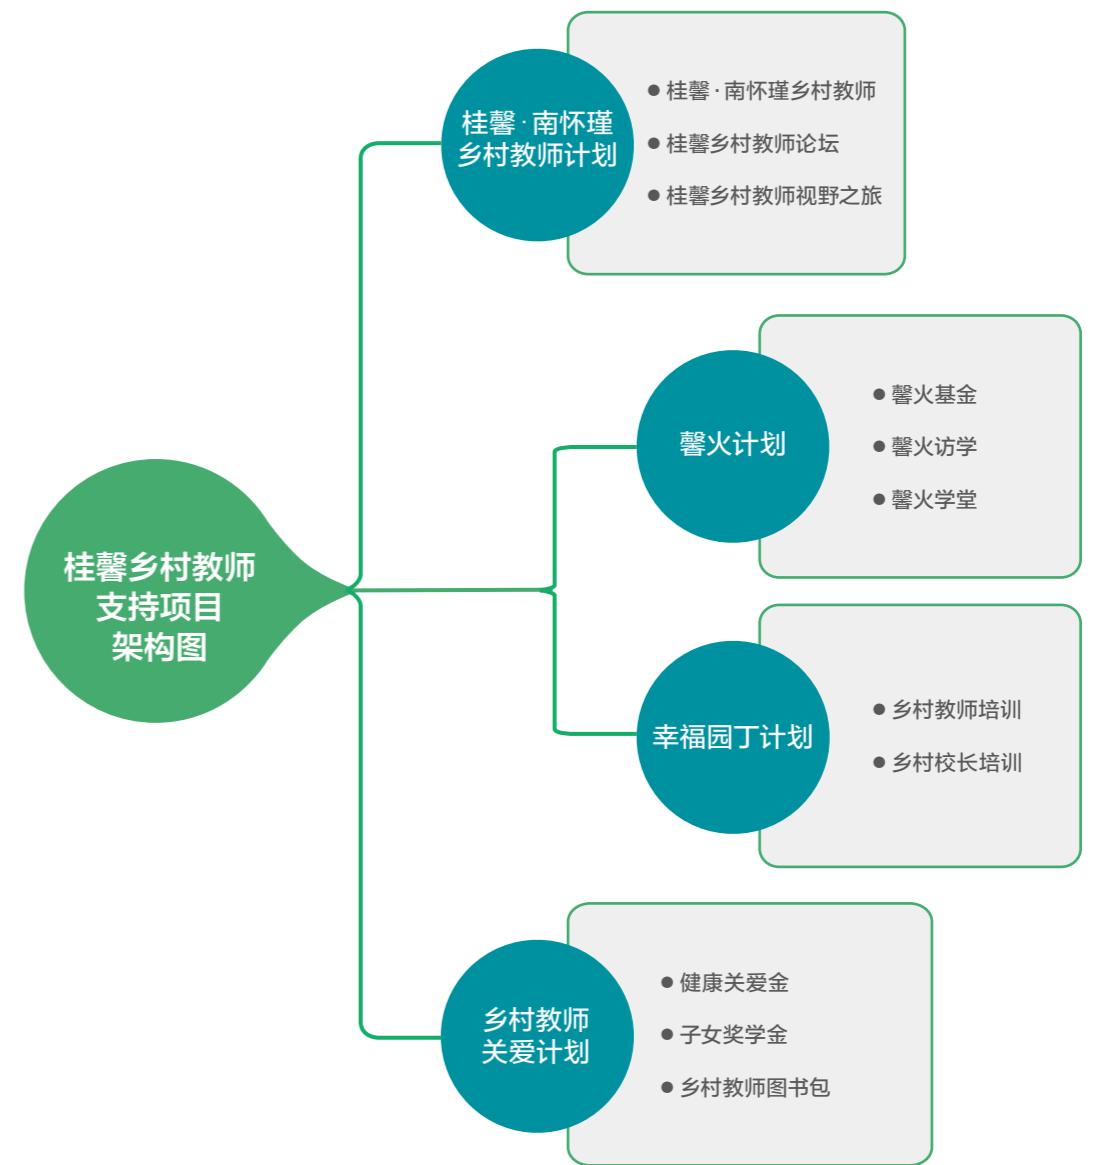 桂馨·南怀瑾
乡村教师计划
● 桂馨·南怀瑾乡村教师
● 桂馨乡村教师论坛
● 桂馨乡村教师视野之旅
馨火计划
● 馨火基金
● 馨火访学
● 馨火学堂
桂馨乡村教师
支持项目
架构图
幸福园丁计划
● 乡村教师培训
● 乡村校长培训
乡村教师
关爱计划
● 健康关爱金
● 子女奖学金
● 乡村教师图书包